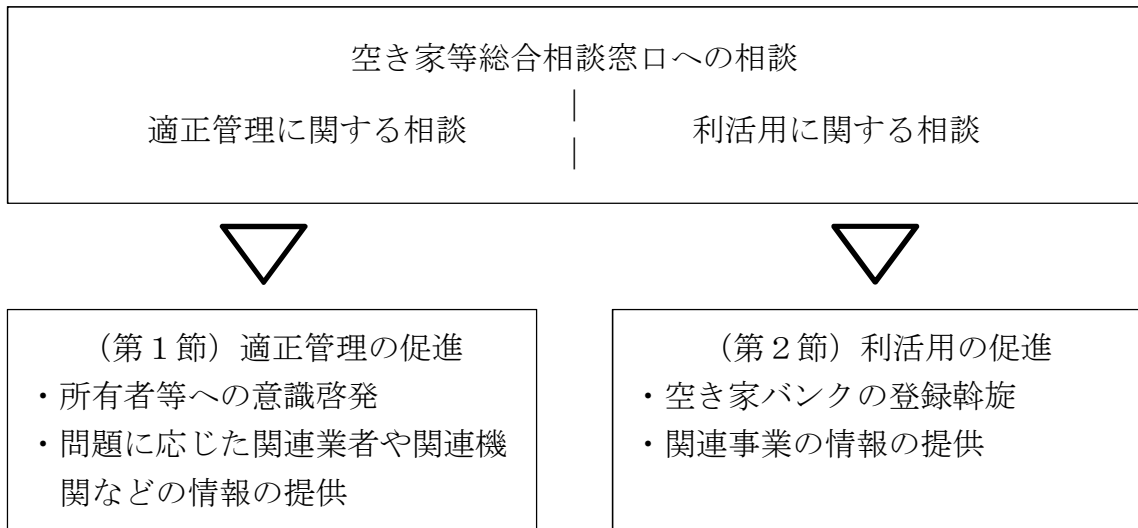 空き家等総合相談窓口への相談
適正管理に関する相談
利活用に関する相談
（第１節）適正管理の促進
・所有者等への意識啓発
・問題に応じた関連業者や関連機
関などの情報の提供
（第２節）利活用の促進
・空き家バンクの登録斡旋
・関連事業の情報の提供